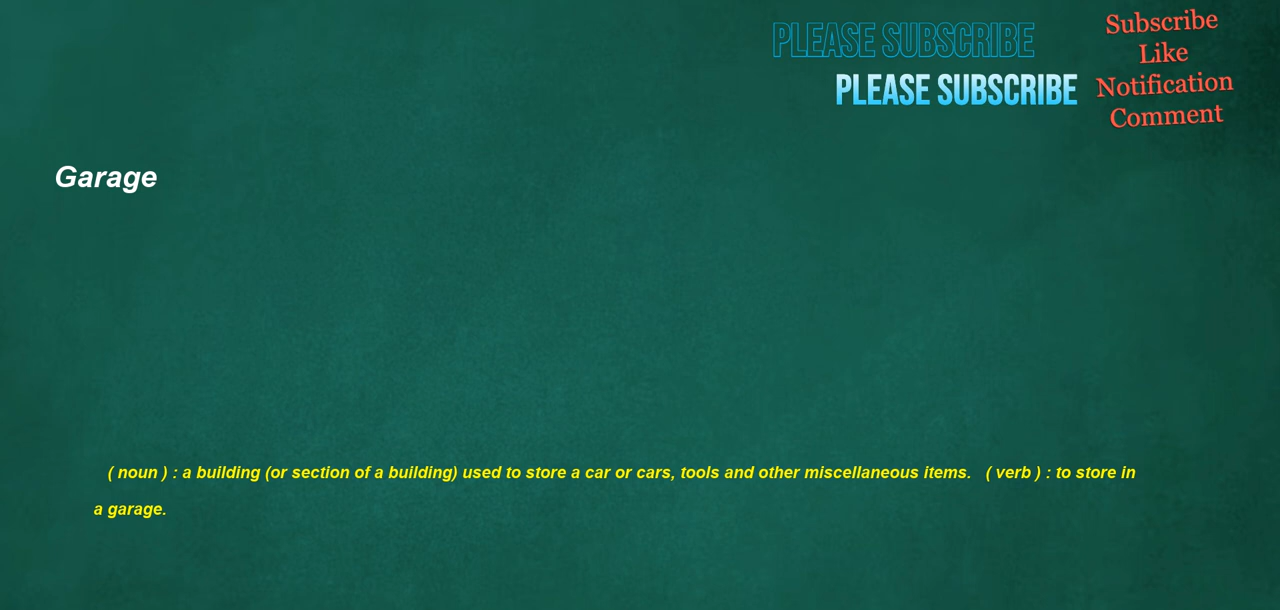 PLEASE SUBSCRIBE
PLEASE SUBSCRIBE
Subscribe
Like
Notification
Comment
Garage
( noun ) : a building (or section of a building) used to store a car or cars, tools and other miscellaneous items. ( verb ) : to store in
a garage.